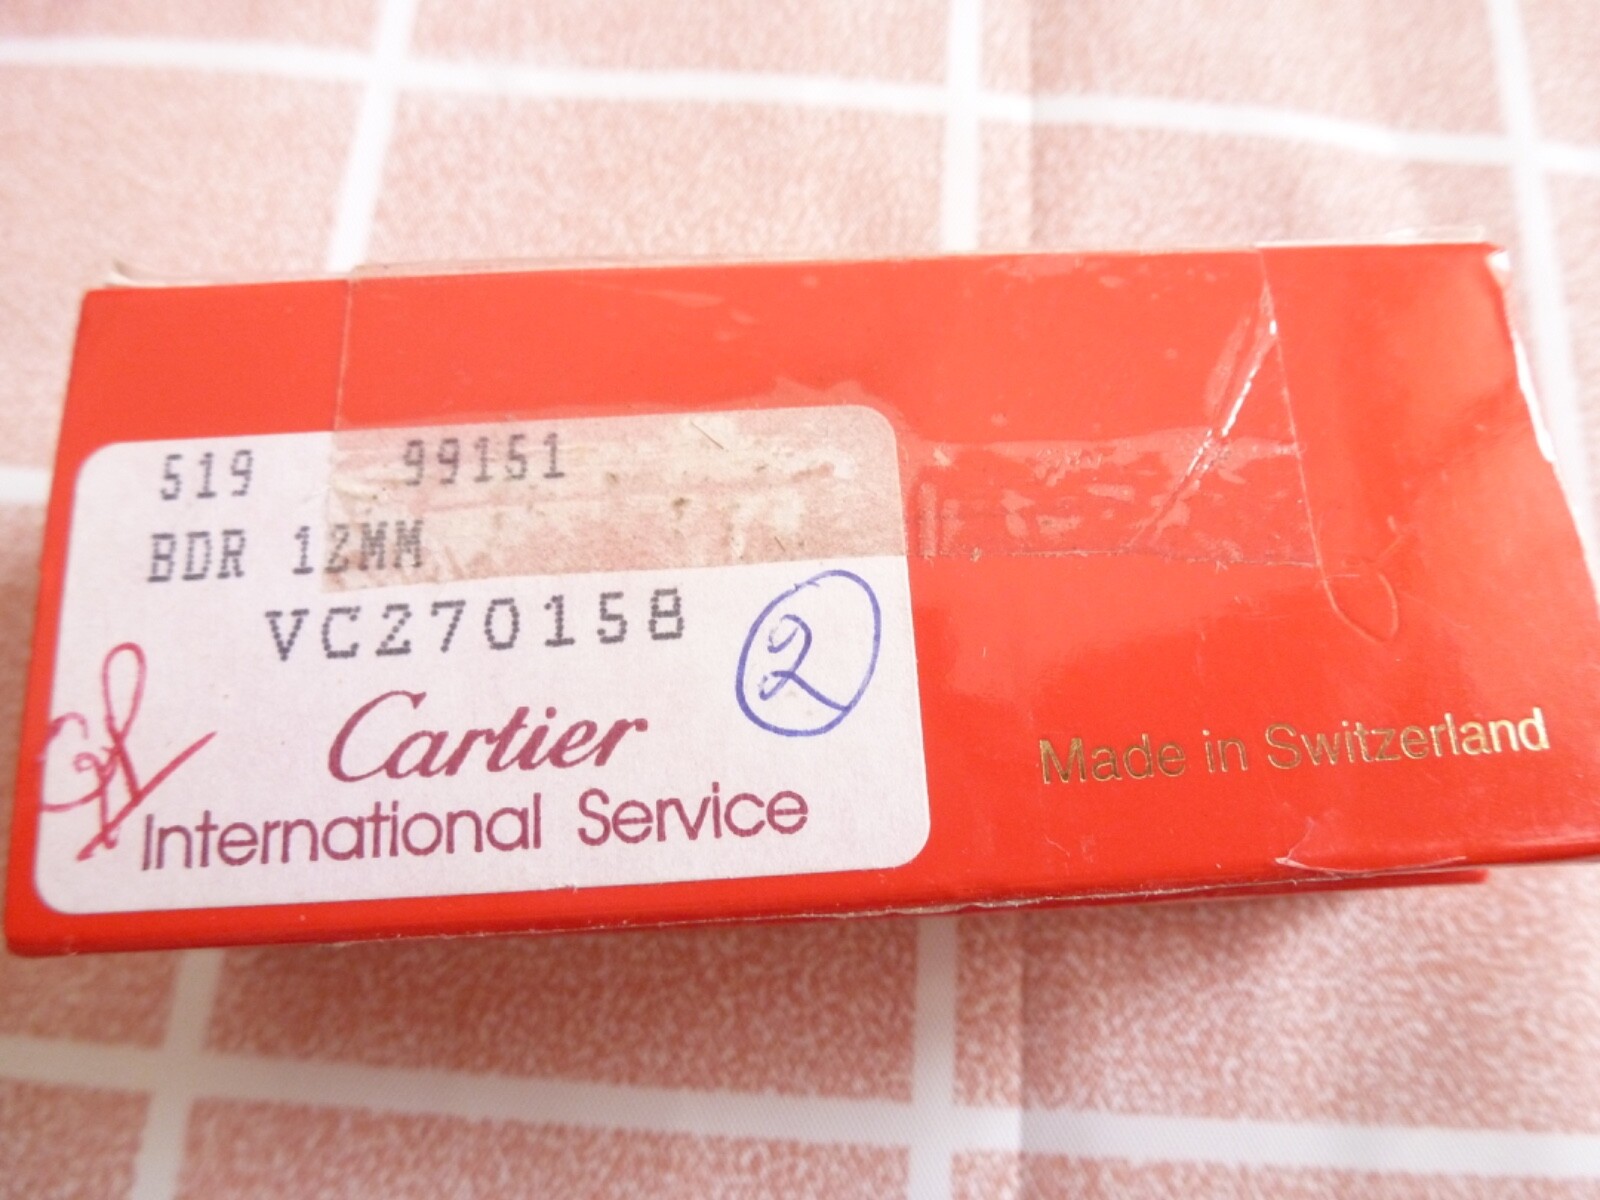 519 99151
BDR 12MM
VC270158
2
Cartier
International Service
Made in Switzerland